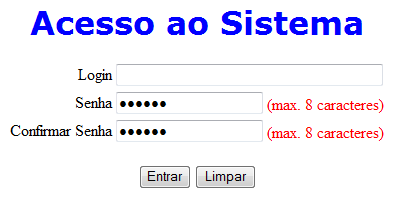 Acesso ao Sistema
Login
Senha ●●●●●● (max. 8 caracteres)
Confirmar Senha ●●●●●● (max. 8 caracteres)
Entrar Limpar